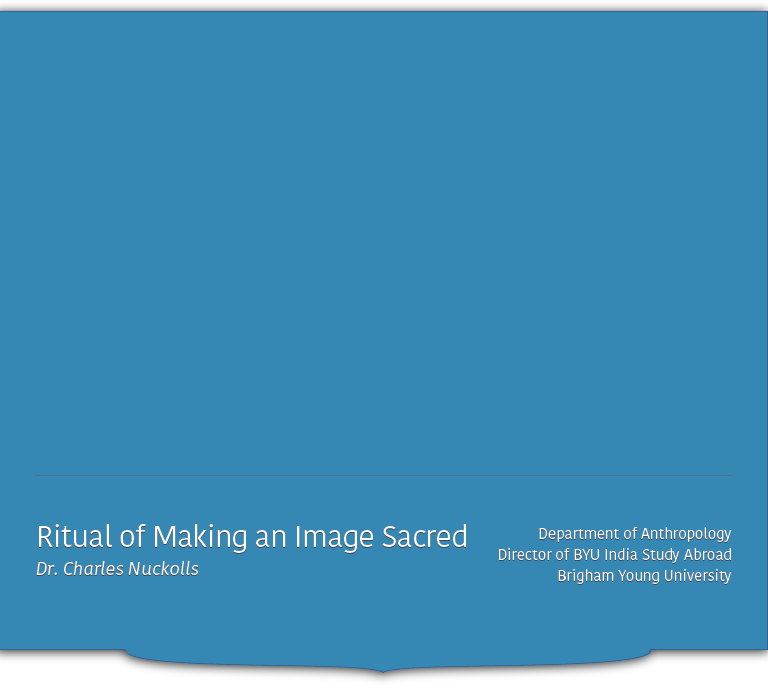 Ritual of Making an Image Sacred
Dr. Charles Nuckolls
Department of Anthropology
Director of BYU India Study Abroad
Brigham Young University